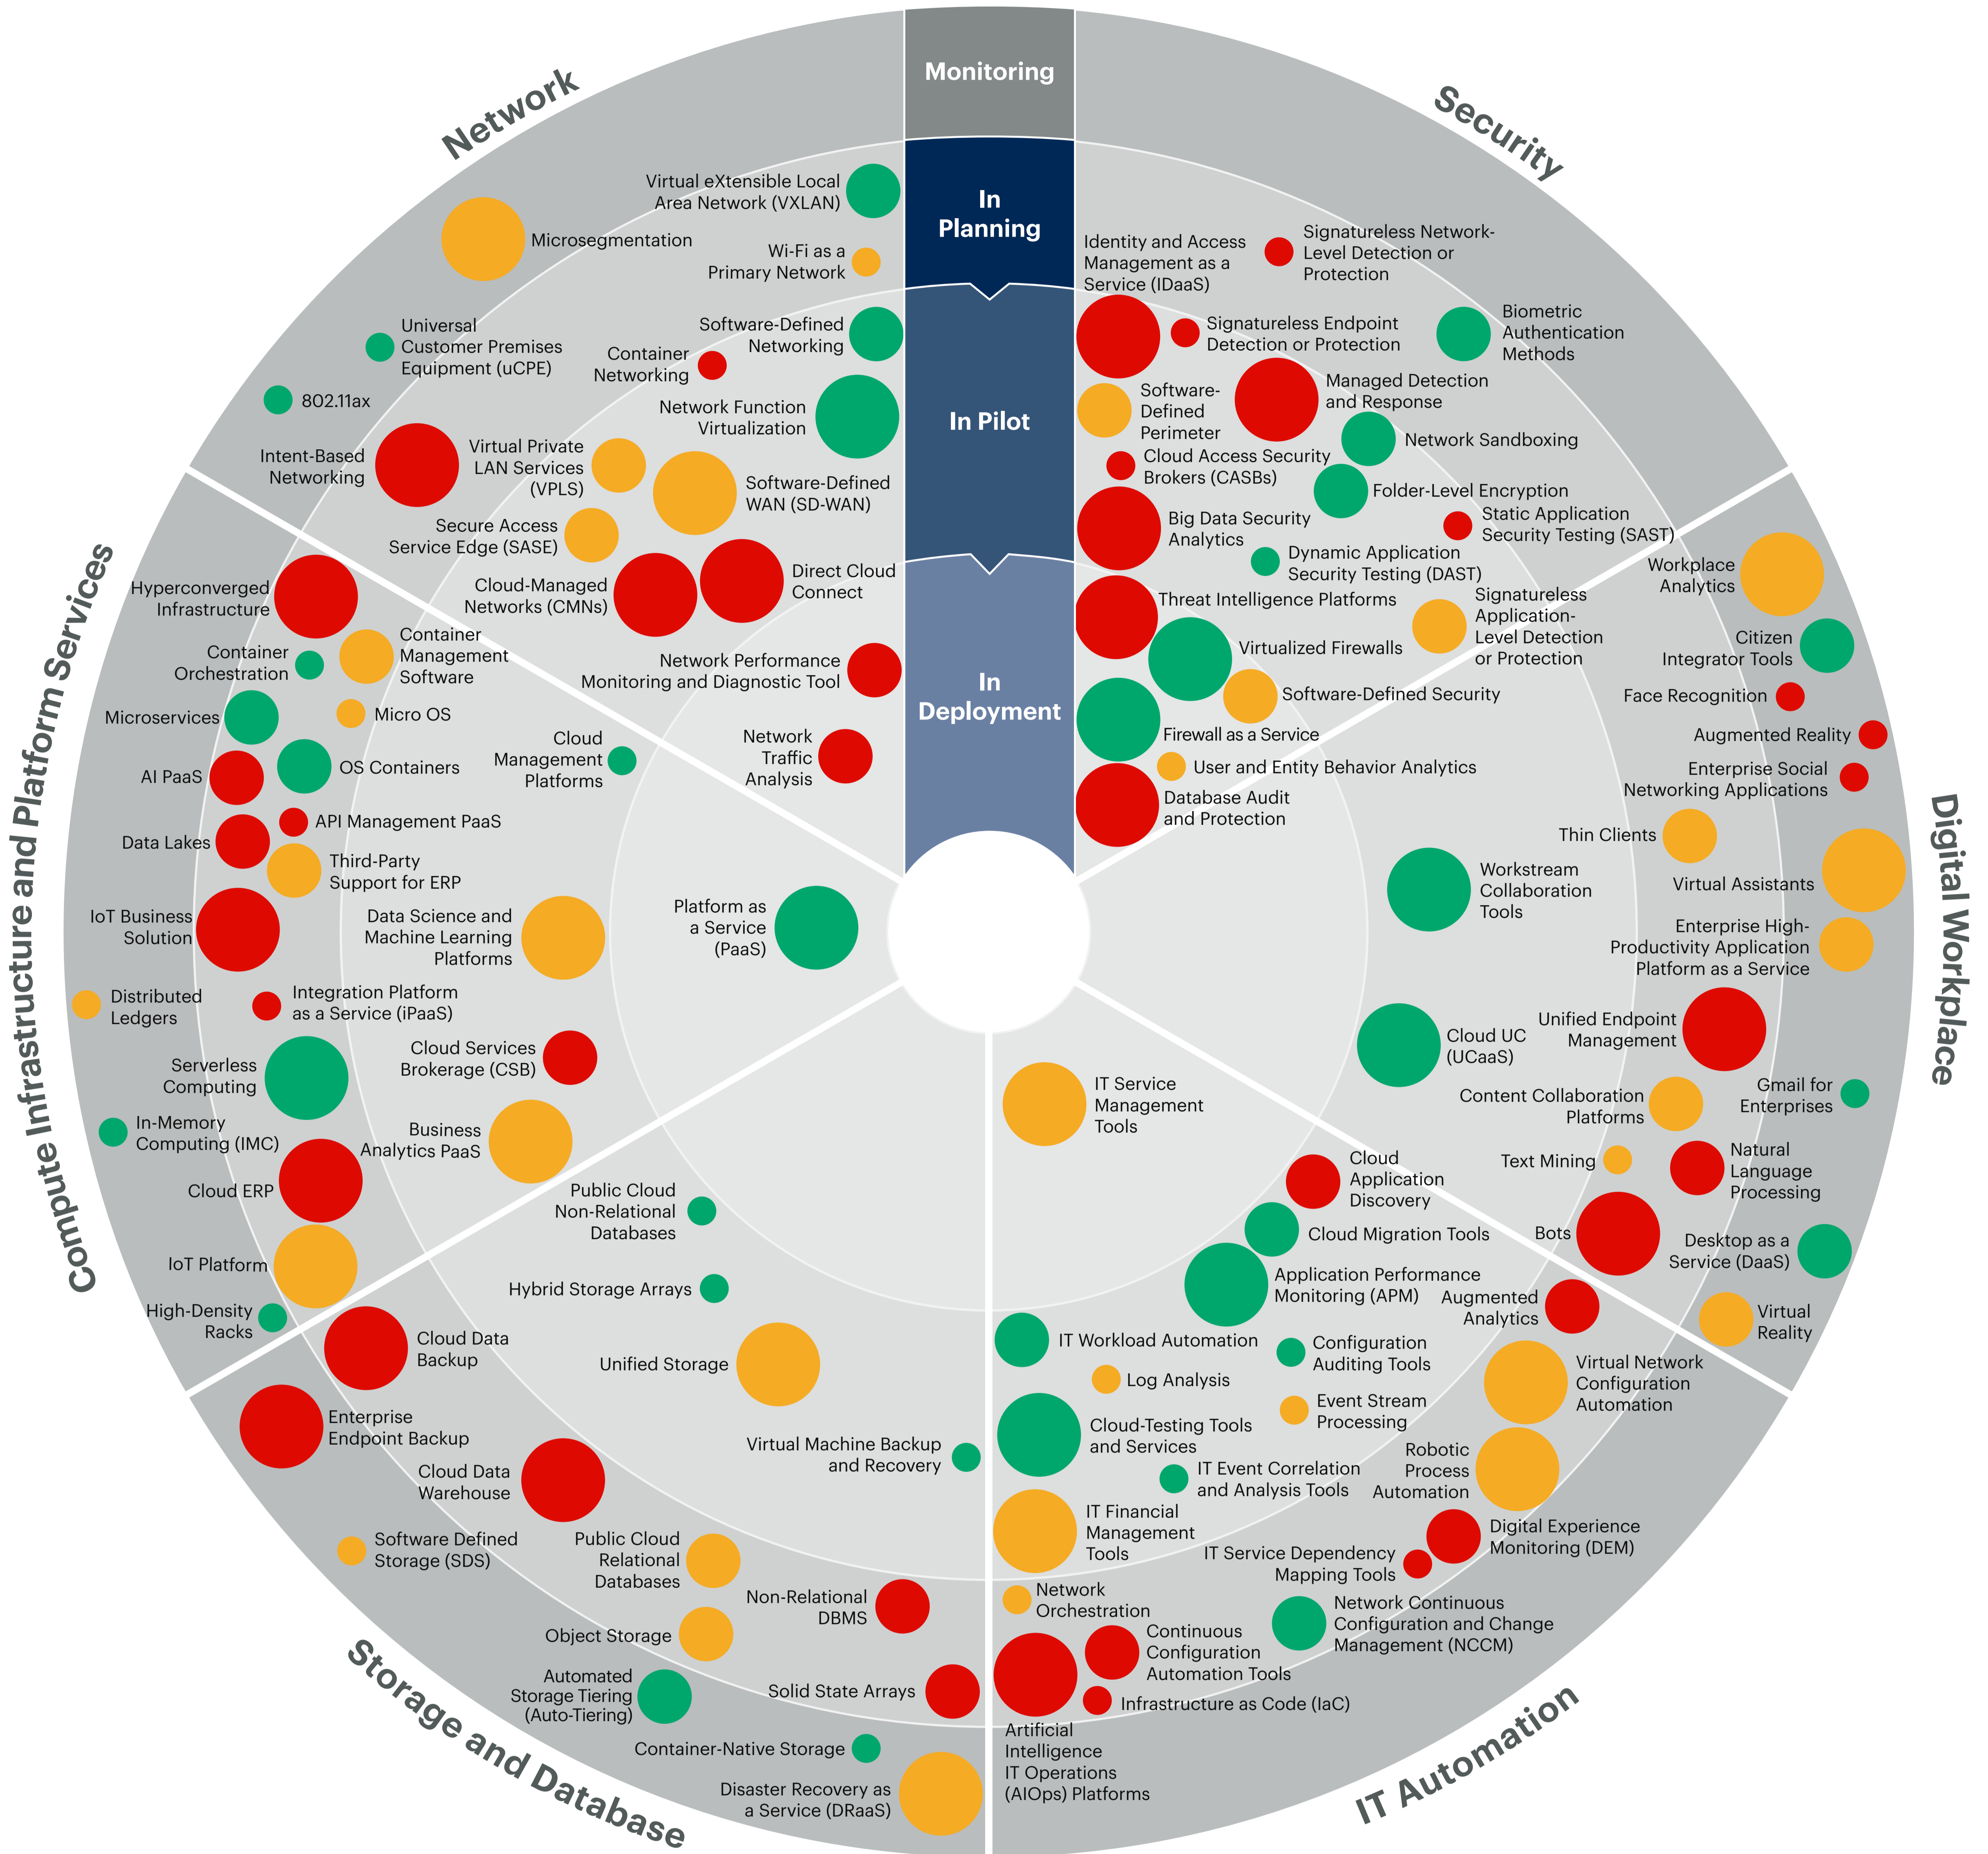 Monitoring
In
Planning
In Pilot
In
Deployment
Network
Virtual eXtensible Local
Area Network (VXLAN)
Microsegmentation
Wi-Fi as a
Primary Network
Universal
Customer Premises
Equipment (uCPE)
Software-Defined
Networking
Container
Networking
802.11ax
Network Function
Virtualization
Intent-Based
Networking
Virtual Private
LAN Services
(VPLS)
Software-Defined
WAN (SD-WAN)
Secure Access
Service Edge (SASE)
Cloud-Managed
Networks (CMNs)
Direct Cloud
Connect
Network Performance
Monitoring and Diagnostic Tool
Network
Traffic
Analysis
Security
Identity and Access
Management as a
Service (IDaaS)
Signatureless Network-
Level Detection or
Protection
Signatureless Endpoint
Detection or Protection
Biometric
Authentication
Methods
Software-
Defined
Perimeter
Managed Detection
and Response
Network Sandboxing
Cloud Access Security
Brokers (CASBs)
Folder-Level Encryption
Big Data Security
Analytics
Static Application
Security Testing (SAST)
Dynamic Application
Security Testing (DAST)
Threat Intelligence Platforms
Signatureless
Application-
Level Detection
or Protection
Virtualized Firewalls
Software-Defined Security
Firewall as a Service
User and Entity Behavior Analytics
Database Audit
and Protection
Digital Workplace
Workplace
Analytics
Citizen
Integrator Tools
Face Recognition
Augmented Reality
Enterprise Social
Networking Applications
Thin Clients
Virtual Assistants
Workstream
Collaboration
Tools
Enterprise High-
Productivity Application
Platform as a Service
Unified Endpoint
Management
Cloud UC
(UCaaS)
Content Collaboration
Platforms
Gmail for
Enterprises
Text Mining
Natural
Language
Processing
Bots
Desktop as a
Service (DaaS)
Virtual
Reality
IT Automation
IT Service
Management
Tools
Cloud
Application
Discovery
Cloud Migration Tools
Application Performance
Monitoring (APM)
Augmented
Analytics
IT Workload Automation
Configuration
Auditing Tools
Log Analysis
Virtual Network
Configuration
Automation
Event Stream
Processing
Cloud-Testing Tools
and Services
Robotic
Process
Automation
IT Event Correlation
and Analysis Tools
IT Financial
Management
Tools
Digital Experience
Monitoring (DEM)
IT Service Dependency
Mapping Tools
Network
Orchestration
Network Continuous
Configuration and Change
Management (NCCM)
Continuous
Configuration
Automation Tools
Infrastructure as Code (IaC)
Artificial
Intelligence
IT Operations
(AIOps) Platforms
Storage and Database
Public Cloud
Non-Relational
Databases
Hybrid Storage Arrays
Cloud Data
Backup
Unified Storage
Enterprise
Endpoint Backup
Cloud Data
Warehouse
Virtual Machine Backup
and Recovery
Software Defined
Storage (SDS)
Public Cloud
Relational
Databases
Non-Relational
DBMS
Object Storage
Automated
Storage Tiering
(Auto-Tiering)
Solid State Arrays
Container-Native Storage
Disaster Recovery as
a Service (DRaaS)
Compute Infrastructure and Platform Services
Hyperconverged
Infrastructure
Container
Orchestration
Container
Management
Software
Microservices
Micro OS
Cloud
Management
Platforms
AI PaaS
OS Containers
API Management PaaS
Data Lakes
Third-Party
Support for ERP
IoT Business
Solution
Data Science and
Machine Learning
Platforms
Platform as
a Service
(PaaS)
Distributed
Ledgers
Integration Platform
as a Service (iPaaS)
Cloud Services
Brokerage (CSB)
Serverless
Computing
In-Memory
Computing (IMC)
Business
Analytics PaaS
Cloud ERP
IoT Platform
High-Density
Racks